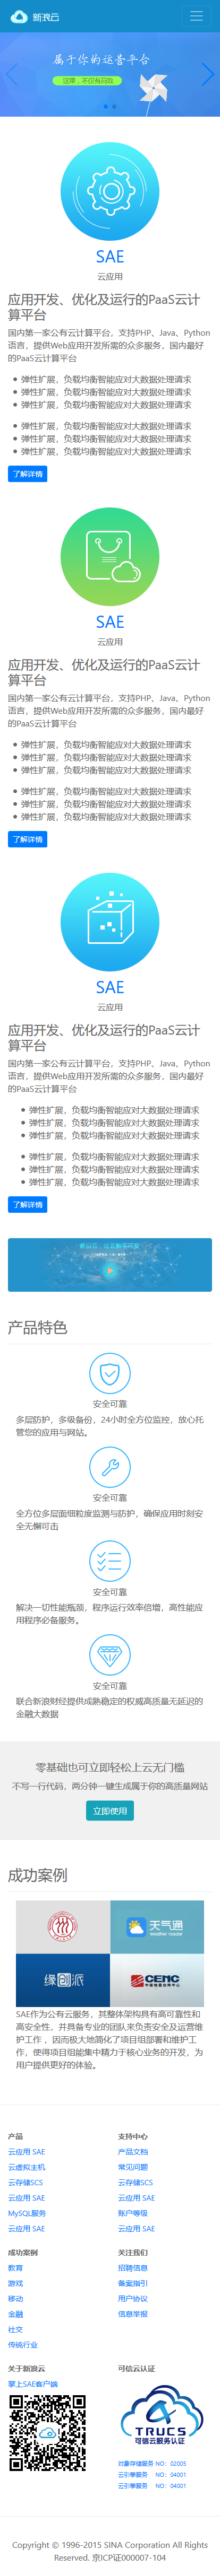 新浪云
属于你的运营平台
这里，不仅有高效
SAE
云应用
应用开发、优化及运行的PaaS云计
算平台
国内第一家公有云计算平台，支持PHP、Java、Python
语言，提供Web应用开发所需的众多服务，国内最好
的PaaS云计算平台
弹性扩展，负载均衡智能应对大数据处理请求
弹性扩展，负载均衡智能应对大数据处理请求
弹性扩展，负载均衡智能应对大数据处理请求
弹性扩展，负载均衡智能应对大数据处理请求
弹性扩展，负载均衡智能应对大数据处理请求
弹性扩展，负载均衡智能应对大数据处理请求
了解详情
SAE
云应用
应用开发、优化及运行的PaaS云计
算平台
国内第一家公有云计算平台，支持PHP、Java、Python
语言，提供Web应用开发所需的众多服务，国内最好
的PaaS云计算平台
弹性扩展，负载均衡智能应对大数据处理请求
弹性扩展，负载均衡智能应对大数据处理请求
弹性扩展，负载均衡智能应对大数据处理请求
弹性扩展，负载均衡智能应对大数据处理请求
弹性扩展，负载均衡智能应对大数据处理请求
弹性扩展，负载均衡智能应对大数据处理请求
了解详情
SAE
云应用
应用开发、优化及运行的PaaS云计
算平台
国内第一家公有云计算平台，支持PHP、Java、Python
语言，提供Web应用开发所需的众多服务，国内最好
的PaaS云计算平台
弹性扩展，负载均衡智能应对大数据处理请求
弹性扩展，负载均衡智能应对大数据处理请求
弹性扩展，负载均衡智能应对大数据处理请求
弹性扩展，负载均衡智能应对大数据处理请求
弹性扩展，负载均衡智能应对大数据处理请求
弹性扩展，负载均衡智能应对大数据处理请求
了解详情
产品特色
安全可靠
多层防护，多级备份，24小时全方位监控，放心托
管您的应用与网站。
安全可靠
全方位多层面细粒度监测与防护，确保应用时刻安
全无懈可击
安全可靠
解决一切性能瓶颈，程序运行效率倍增，高性能应
用程序必备服务。
安全可靠
联合新浪财经提供成熟稳定的权威高质量无延迟的
金融大数据
零基础也可立即轻松上云无门槛
不写一行代码，两分钟一键生成属于你的高质量网站
立即使用
成功案例
天气通
weather reader
缘圆派
CENC
SAE作为公有云服务，其整体架构具有高可靠性和
高安全性，并具备专业的团队来负责安全及运营维
护工作 ，因而极大地简化了项目组部署和维护工
作，使得项目组能集中精力于核心业务的开发，为
用户提供更好的体验。
产品
云应用 SAE
云虚拟主机
云存储SCS
云应用 SAE
MySQL服务
云应用 SAE
支持中心
产品文档
常见问题
云存储SCS
云应用 SAE
账户等级
云应用 SAE
成功案例
教育
游戏
移动
金融
社交
传统行业
关注我们
招聘信息
备案指引
用户协议
信息举报
关于新浪云
掌上SAE客户端
可信云认证
TRUCS
可信云服务认证
对象存储服务 NO：02005
云引擎服务 NO：04001
云引擎服务 NO：04001
Copyright © 1996-2015 SINA Corporation All Rights
Reserved. 京ICP证000007-104